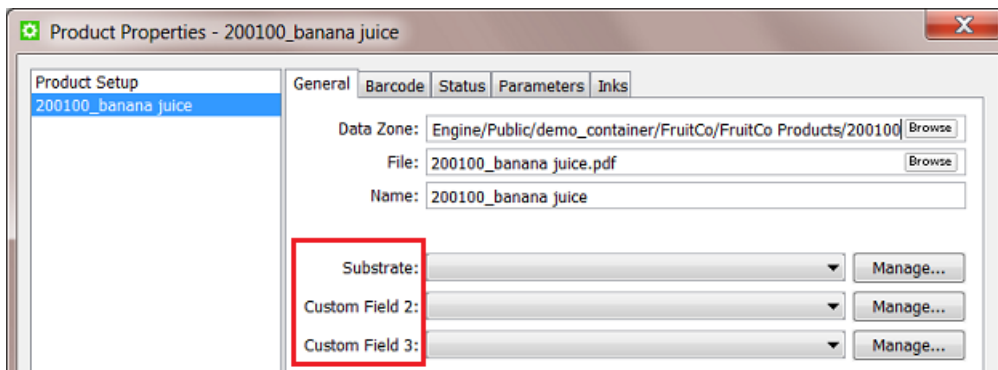 Product Properties - 200100_banana juice
X
Product Setup
200100_banana juice
General Barcode Status Parameters Inks
Data Zone: Engine/Public/demo_container/FruitCo/FruitCo Products/200100 Browse
File: 200100_banana juice.pdf Browse
Name: 200100_banana juice
Substrate: Manage...
Custom Field 2: Manage...
Custom Field 3: Manage...